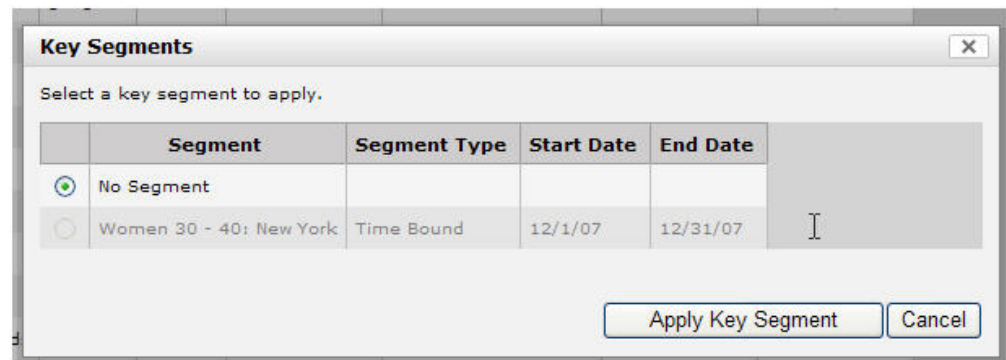 Key Segments
Select a key segment to apply.
Segment Segment Type Start Date End Date
No Segment
Women 30 - 40: New York Time Bound 12/1/07 12/31/07
Apply Key Segment Cancel